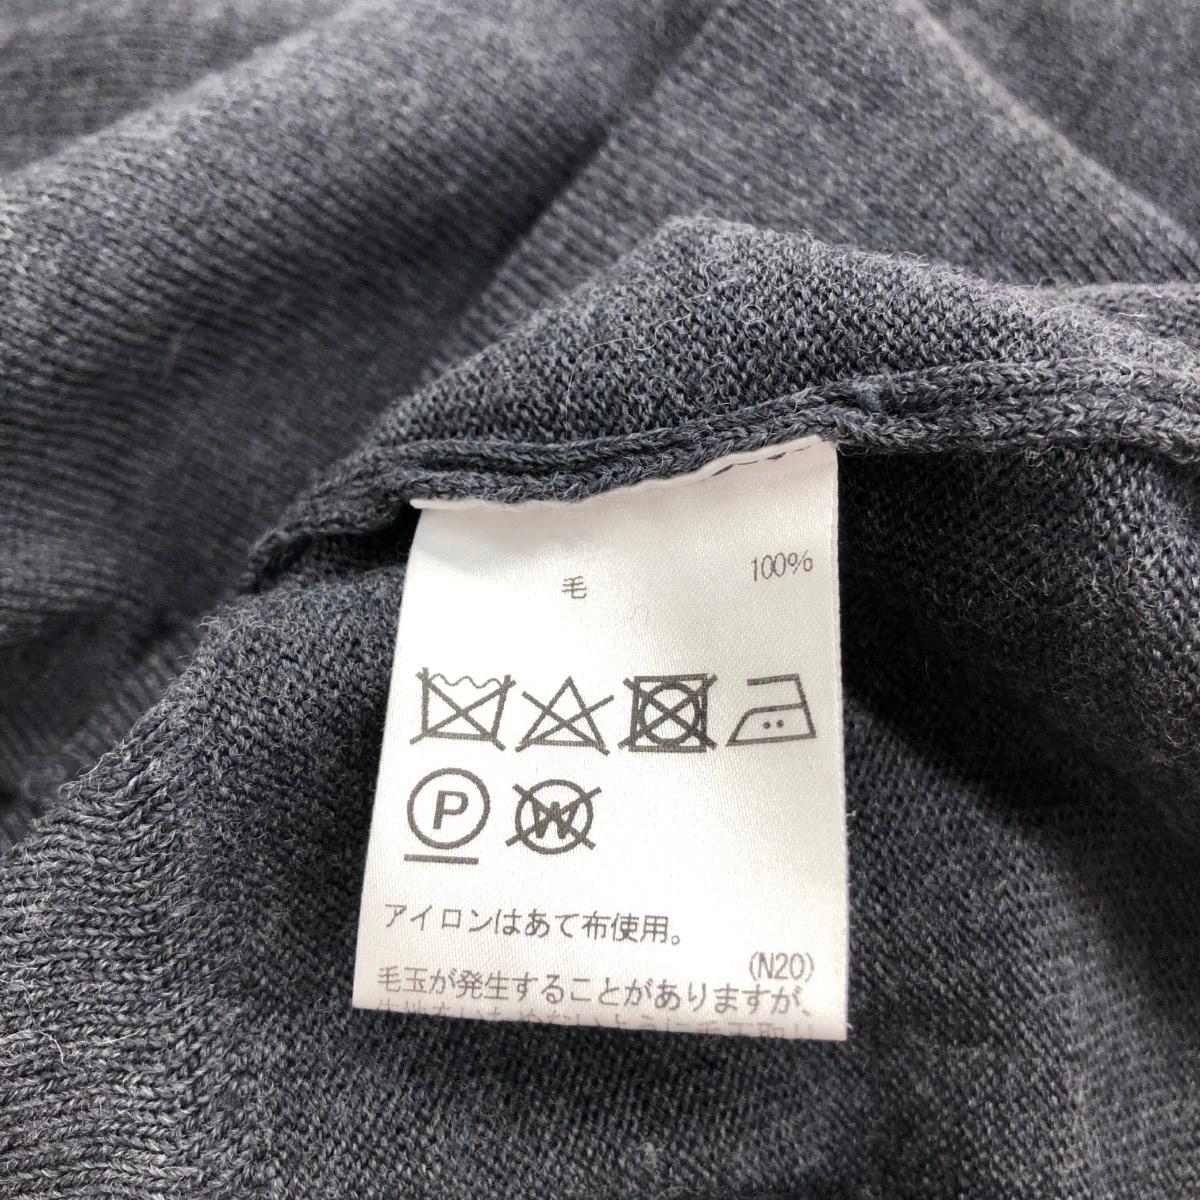 毛 100%
P W
アイロンはあて布使用。
(N20)
毛玉が発生することがありますが、